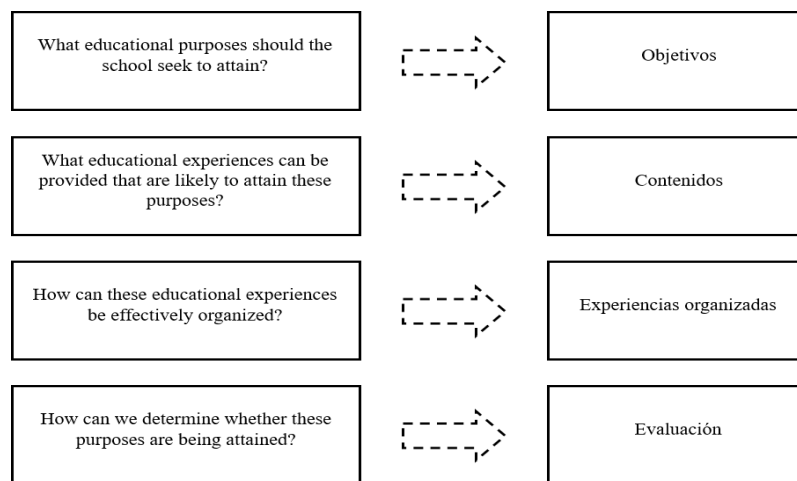 What educational purposes should the
school seek to attain?
Objetivos
What educational experiences can be
provided that are likely to attain these
purposes?
Contenidos
How can these educational experiences
be effectively organized?
Experiencias organizadas
How can we determine whether these
purposes are being attained?
Evaluación